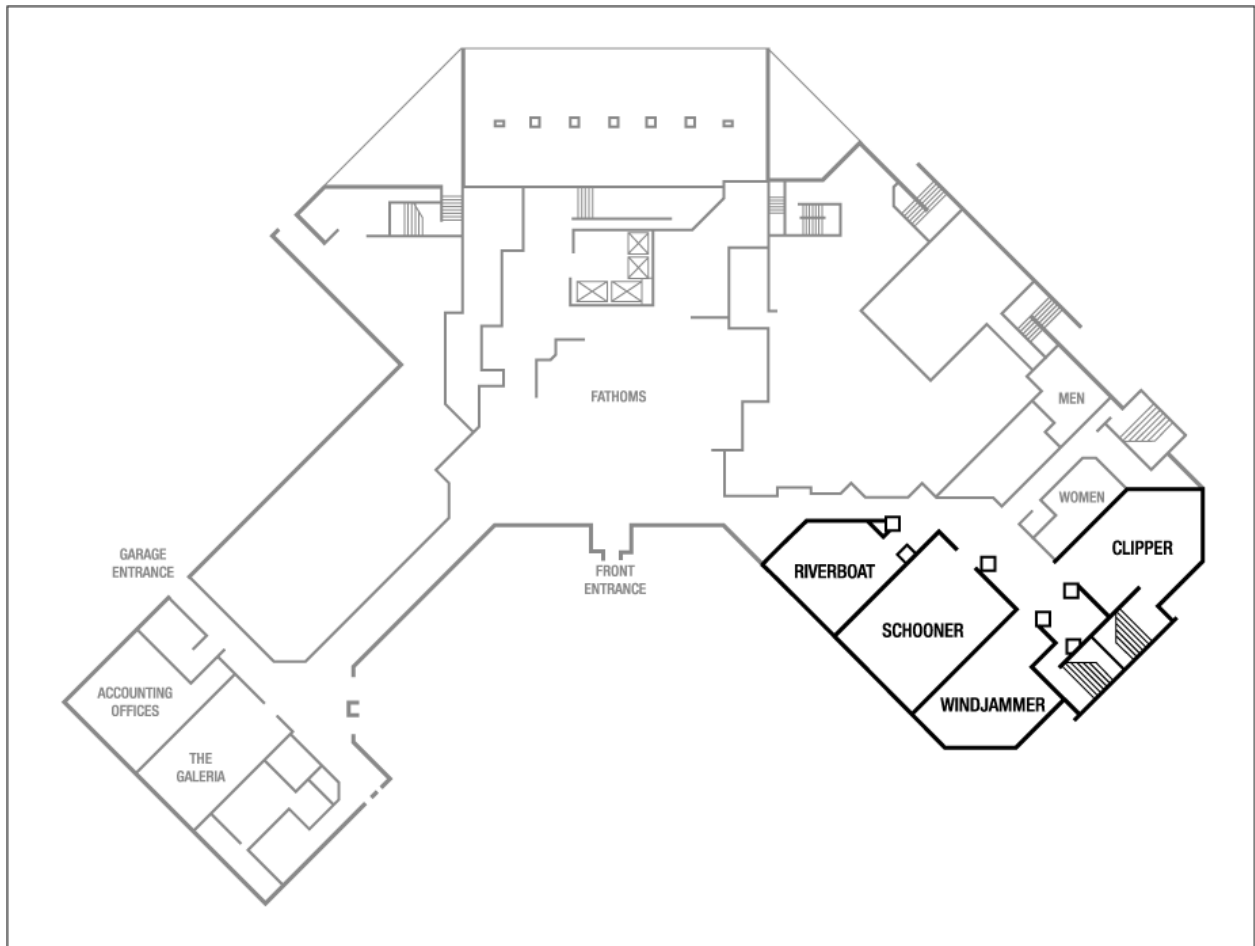 FATHOMS
MEN
WOMEN
CLIPPER
GARAGE
ENTRANCE
FRONT
ENTRANCE
RIVERBOAT
SCHOONER
WINDJAMMER
ACCOUNTING
OFFICES
THE
GALERIA